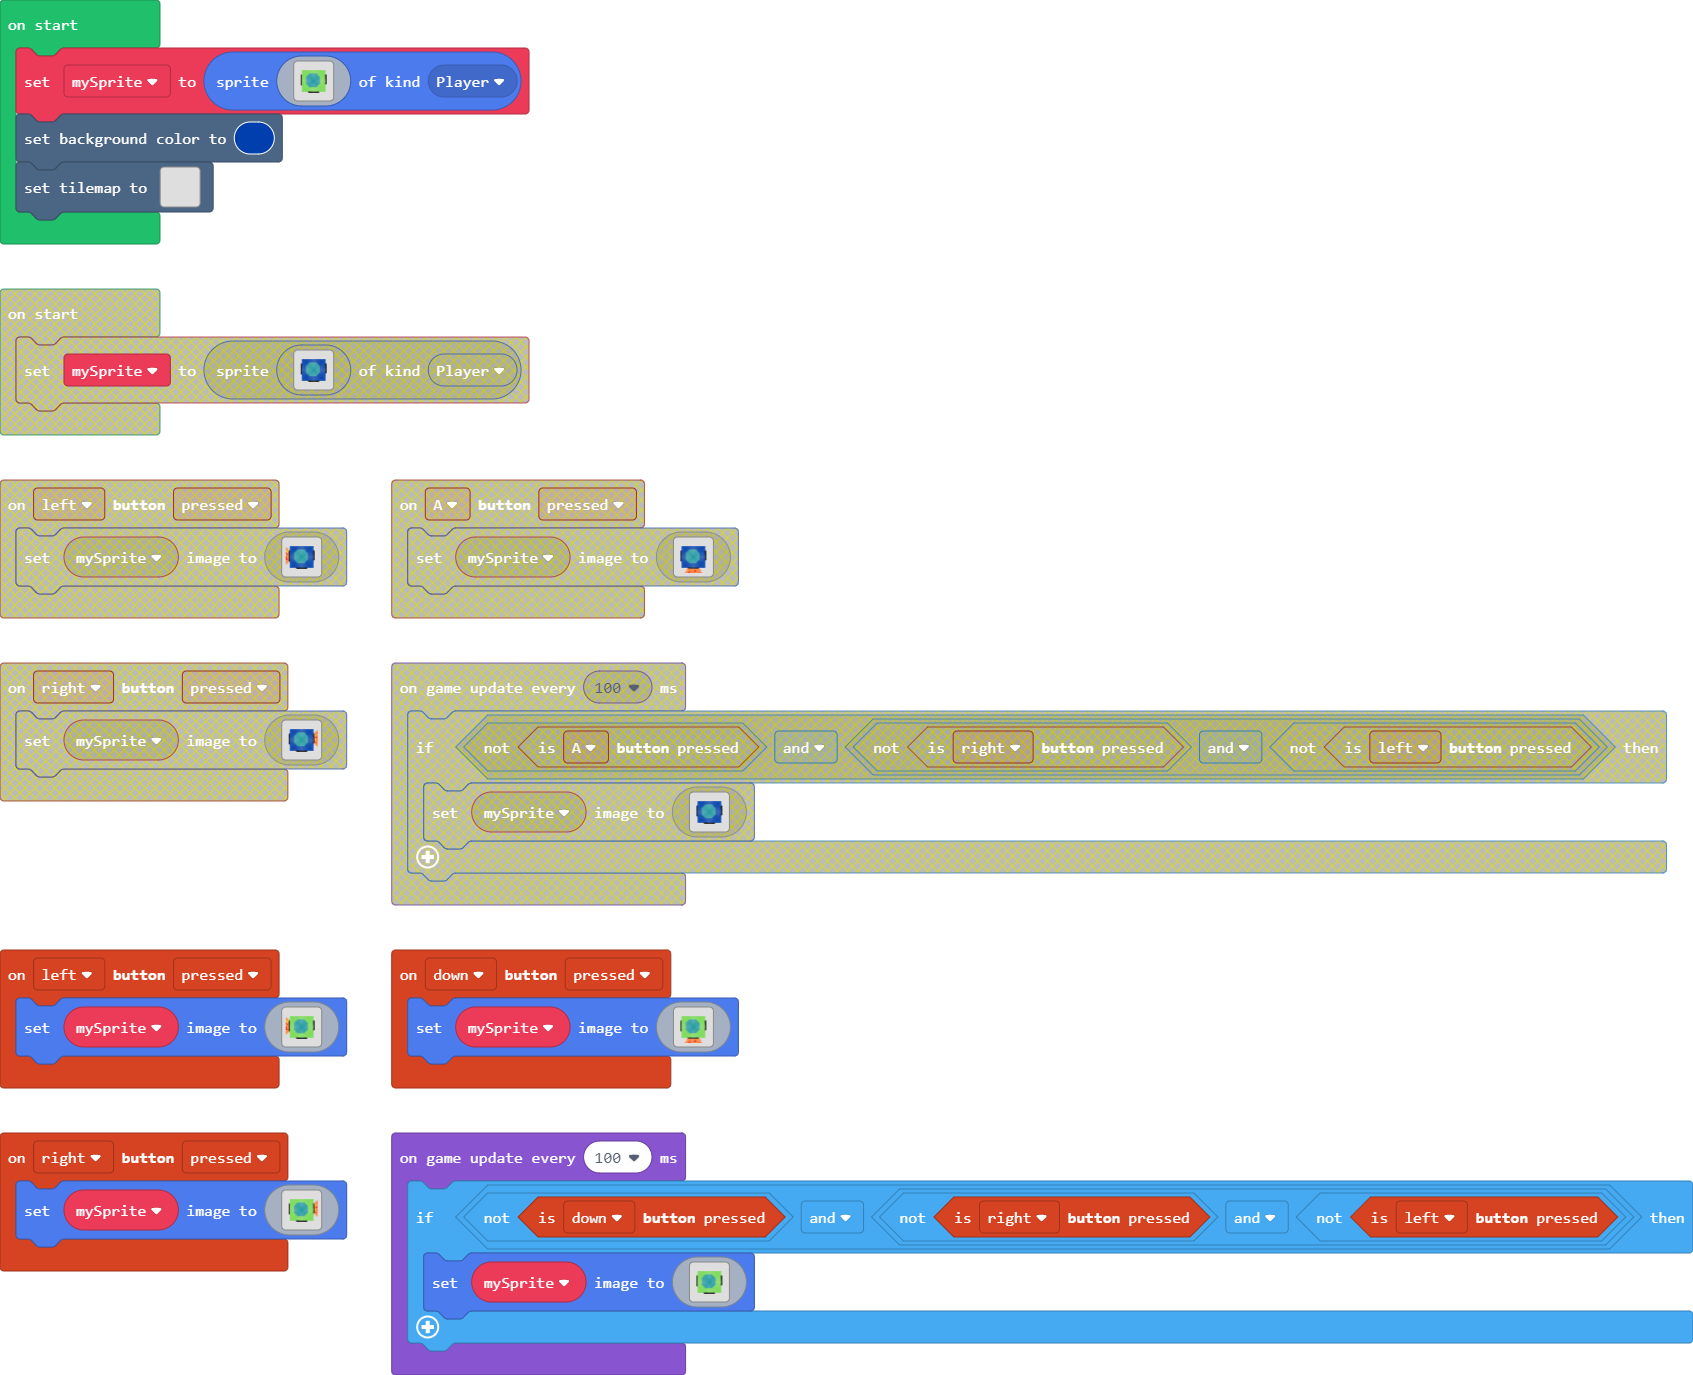 on start
set mySprite to sprite of kind Player
set background color to
set tilemap to
on start
set mySprite to sprite of kind Player
on left button pressed
set mySprite image to
on A button pressed
set mySprite image to
on right button pressed
set mySprite image to
on game update every 100 ms
if not is A button pressed and not is right button pressed and not is left button pressed then
set mySprite image to
on left button pressed
set mySprite image to
on down button pressed
set mySprite image to
on right button pressed
set mySprite image to
on game update every 100 ms
if not is down button pressed and not is right button pressed and not is left button pressed then
set mySprite image to